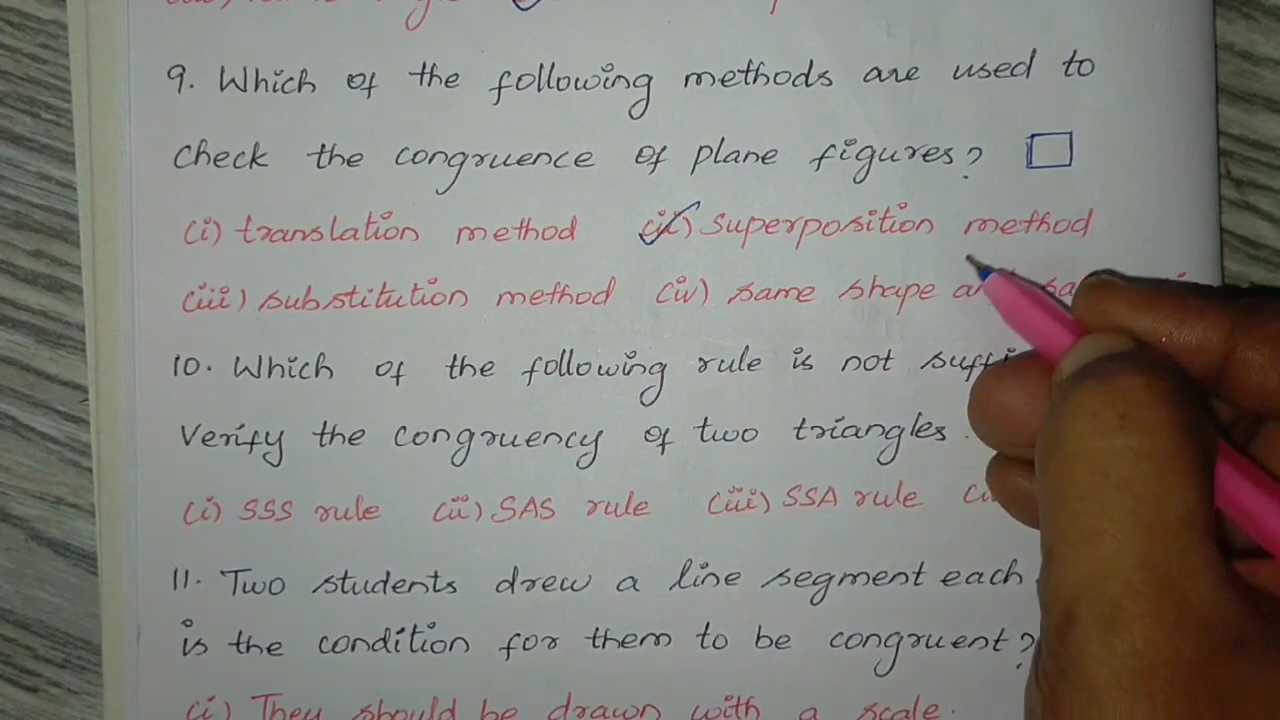 9. Which of the following methods are used to
check the congruence of plane figures?
(i) translation method (ii) superposition method
(iii) substitution method (iv) same shape
10. Which of the following rule is not
Verify the congruency of two triangles.
(i) SSS rule (ii) SAS rule (iii) SSA rule
11. Two students drew a line segment each
is the condition for them to be congruent?
(i) They should be drawn with a scale.